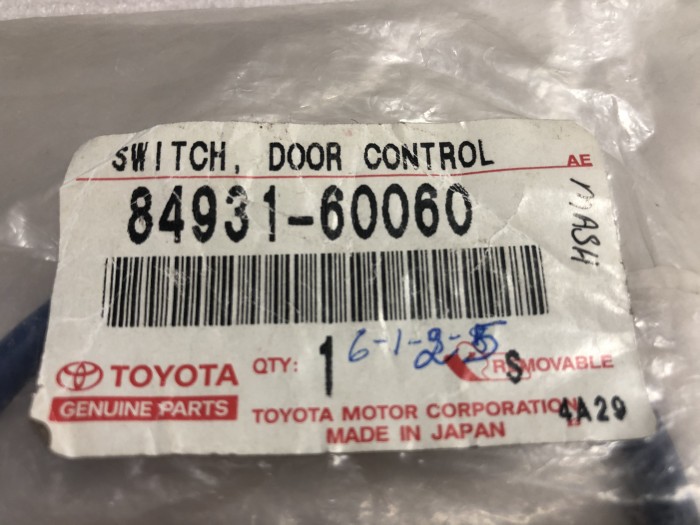 SWITCH, DOOR CONTROL
AE
84931-60060
MASH
TOYOTA
GENUINE PARTS
QTY: 1
REMOVABLE
S
TOYOTA MOTOR CORPORATION
4A29
MADE IN JAPAN